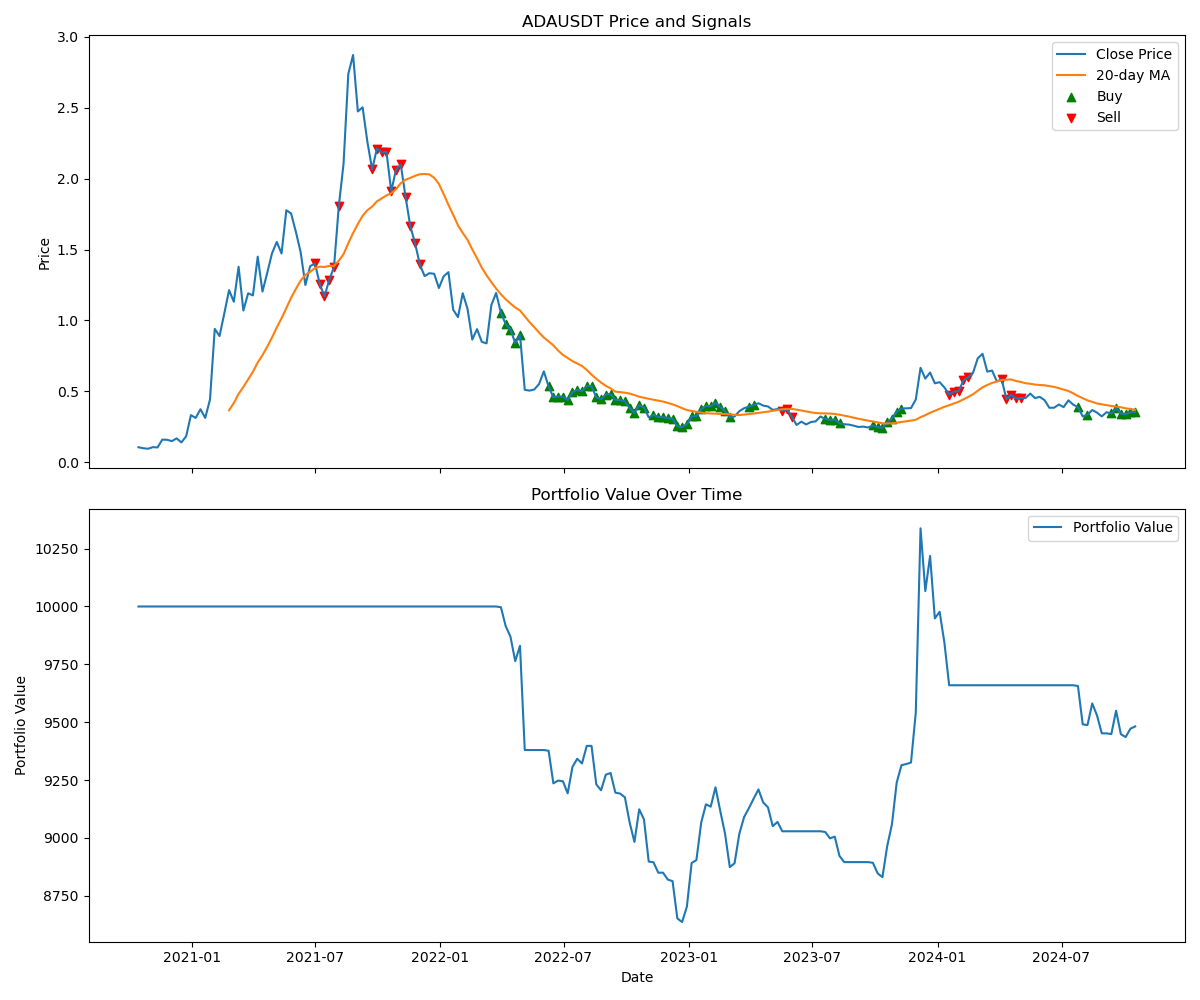 ADAUSDT Price and Signals
3.0
2.5
2.0
1.5
1.0
0.5
0.0
Price
Close Price
20-day MA
Buy
Sell
Portfolio Value Over Time
10250
10000
9750
9500
9250
9000
8750
Portfolio Value
Portfolio Value
2021-01
2021-07
2022-01
2022-07
2023-01
2023-07
2024-01
2024-07
Date